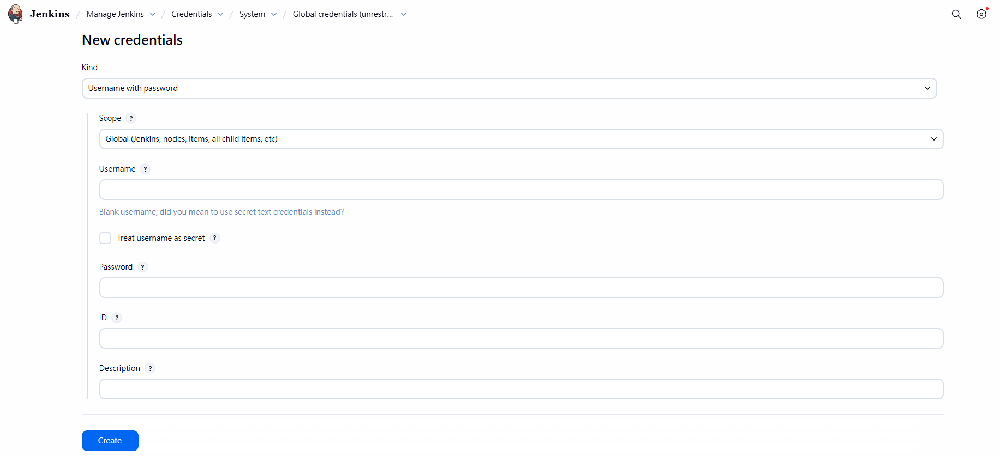 Jenkins / Manage Jenkins / Credentials / System / Global credentials (unrestr...
New credentials
Kind
Username with password
Scope ?
Global (Jenkins, nodes, items, all child items, etc)
Username ?
Blank username; did you mean to use secret text credentials instead?
Treat username as secret ?
Password ?
ID ?
Description ?
Create